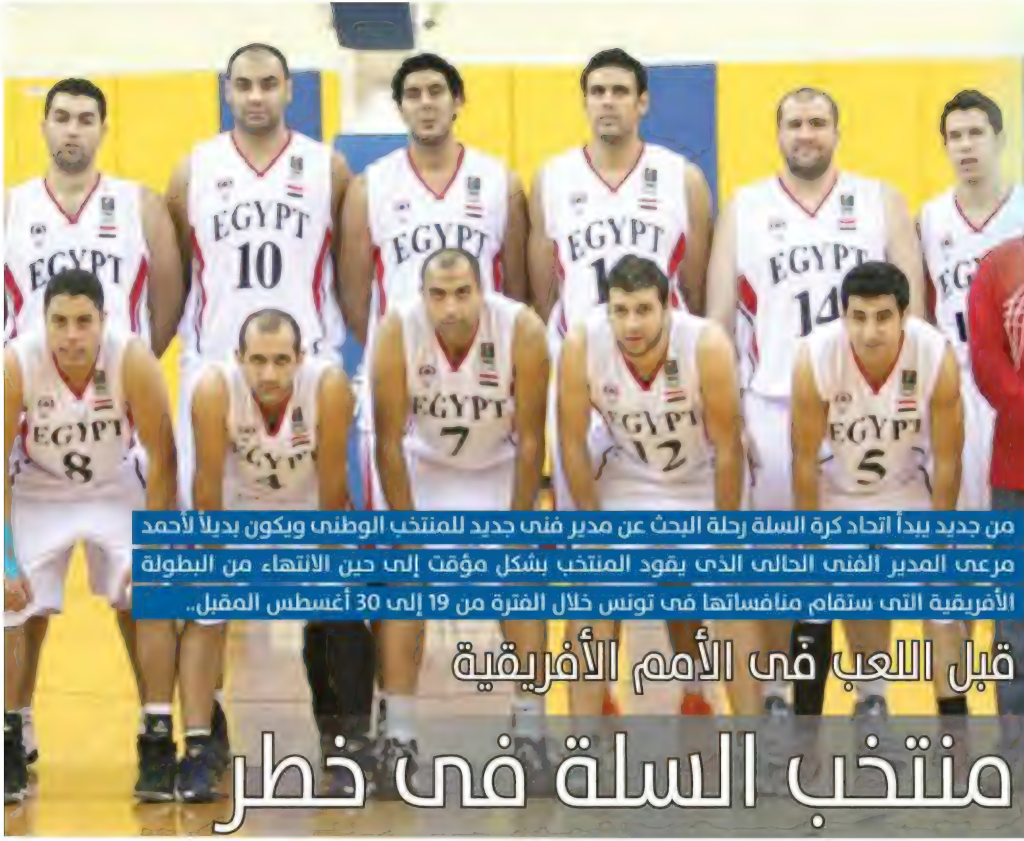 EGYPT
EGYPT
10
EGYPT
EGYPT
EGYPT
14
EGYPT
8
EGYPT
7
EGYPT
12
EGYPT
5
من جديد يبدأ اتحاد كرة السلة رحلة البحث عن مدير فنى جديد للمنتخب الوطنى ويكون بديلاً لأحمد
مرعى المدير الفنى الحالى الذى يقود المنتخب بشكل مؤقت إلى حين الانتهاء من البطولة
الأفريقية التى ستقام منافساتها فى تونس خلال الفترة من 19 إلى 30 أغسطس المقبل..
قبل اللعب فى الأمم الأفريقية
منتخب السلة فى خطر